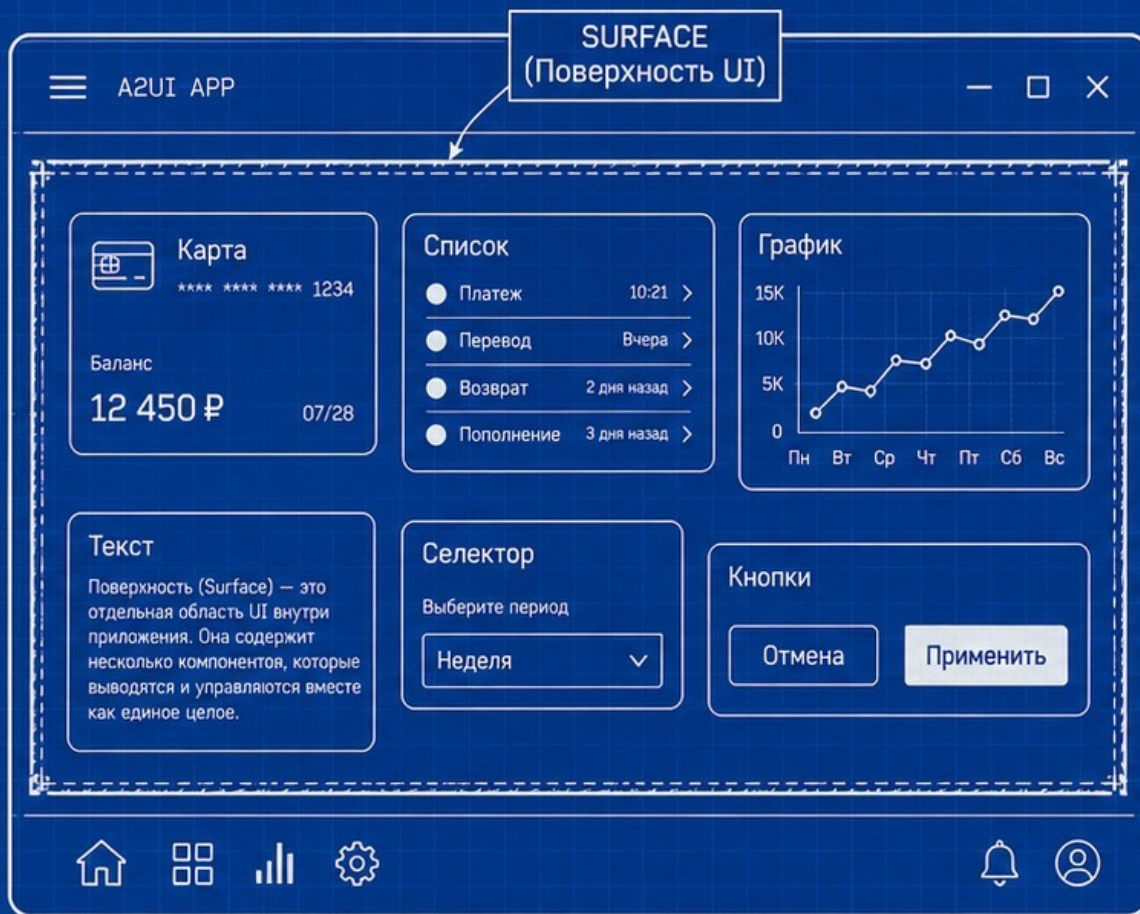 SURFACE
(Поверхность UI)
A2UI APP
Карта
**** **** **** 1234
Баланс
12 450 ₽
07/28
Список
Платеж 10:21
Перевод Вчера
Возврат 2 дня назад
Пополнение 3 дня назад
График
15K
10K
5K
0
Пн Вт Ср Чт Пт Сб Вс
Текст
Поверхность (Surface) — это
отдельная область UI внутри
приложения. Она содержит
несколько компонентов, которые
выводятся и управляются вместе
как единое целое.
Селектор
Выберите период
Неделя
Кнопки
Отмена
Применить